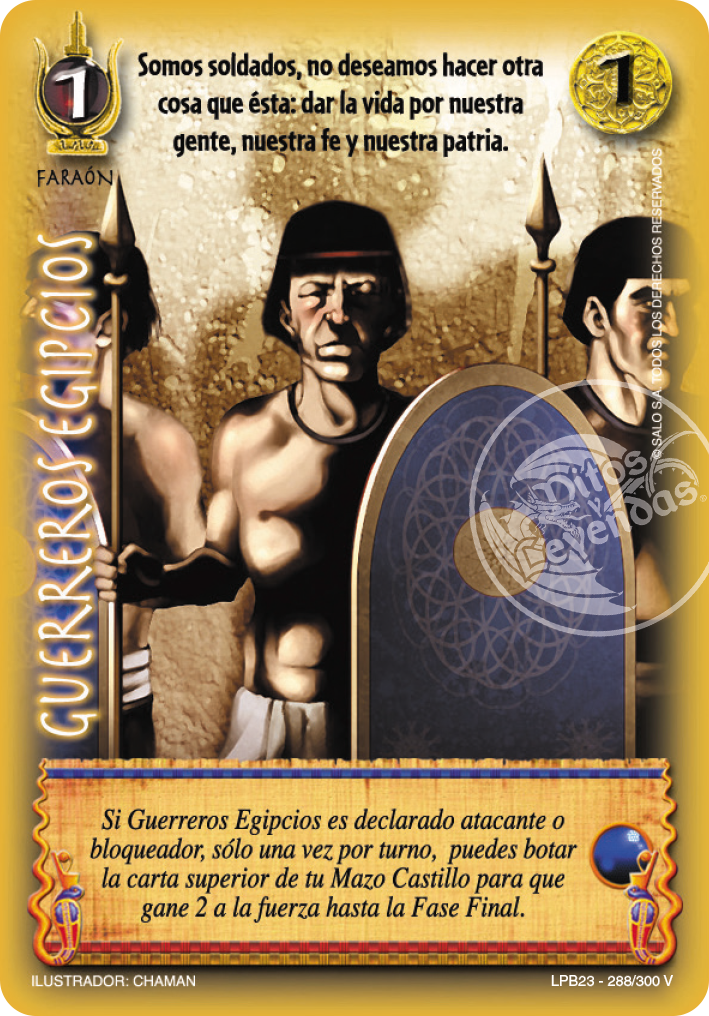 1
Somos soldados, no deseamos hacer otra
cosa que ésta: dar la vida por nuestra
gente, nuestra fe y nuestra patria.
1
FARAÓN
GUERREROS EGIPCIOS
© SALO S.A. TODOS LOS DERECHOS RESERVADOS
Mitos
y
Leyendas®
Si Guerreros Egipcios es declarado atacante o
bloqueador, sólo una vez por turno, puedes botar
la carta superior de tu Mazo Castillo para que
gane 2 a la fuerza hasta la Fase Final.
ILUSTRADOR: CHAMAN
LPB23 - 288/300 V